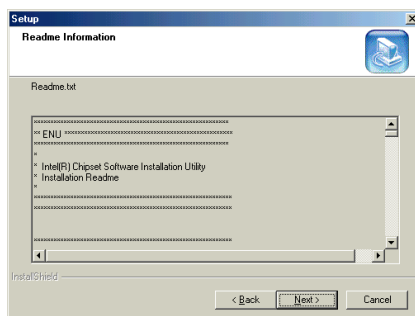 Setup
Readme Information
Readme.txt
** ENU **
*
* Intel(R) Chipset Software Installation Utility
* Installation Readme
*
InstallShield
< Back
Next >
Cancel